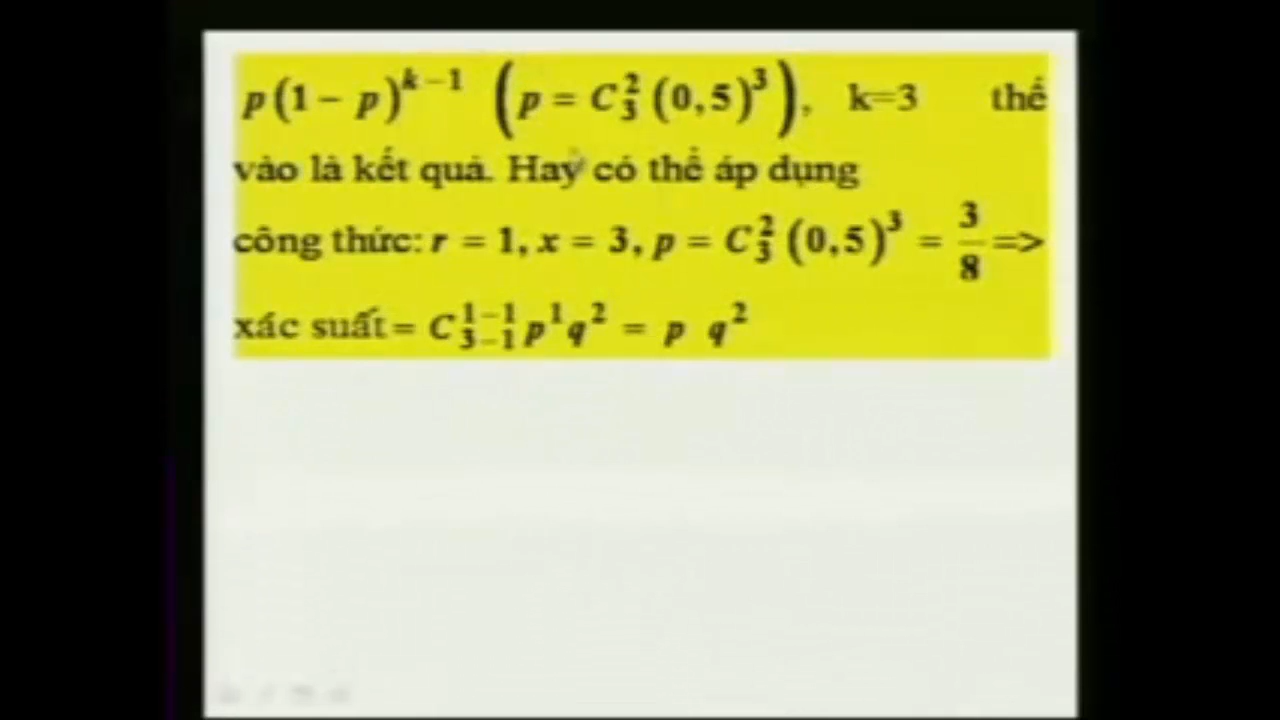 p(1 − p)^{k−1} (p = C_3^2 (0,5)^3), k=3 thế
vào là kết quả. Hay có thể áp dụng
công thức: r = 1, x = 3, p = C_3^2 (0,5)^3 = \frac{3}{8} =>
xác suất = C_{3−1}^{1−1} p^1 q^2 = p q^2